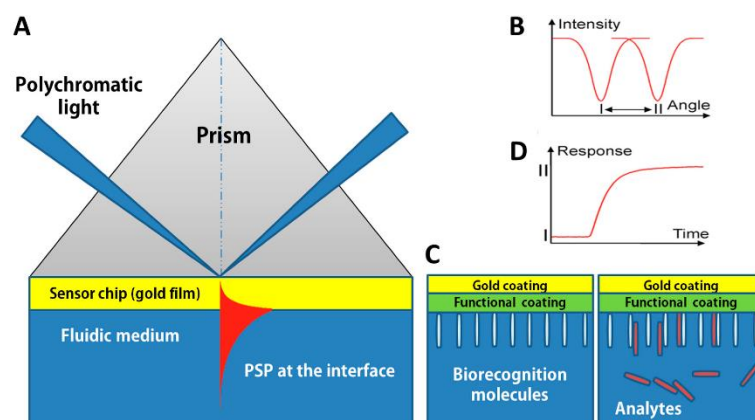 A
Polychromatic
light
Prism
Sensor chip (gold film)
Fluidic medium
PSP at the interface
B
Intensity
I
II
Angle
D
Response
II
I
Time
C
Gold coating
Functional coating
Biorecognition
molecules
Gold coating
Functional coating
Analytes